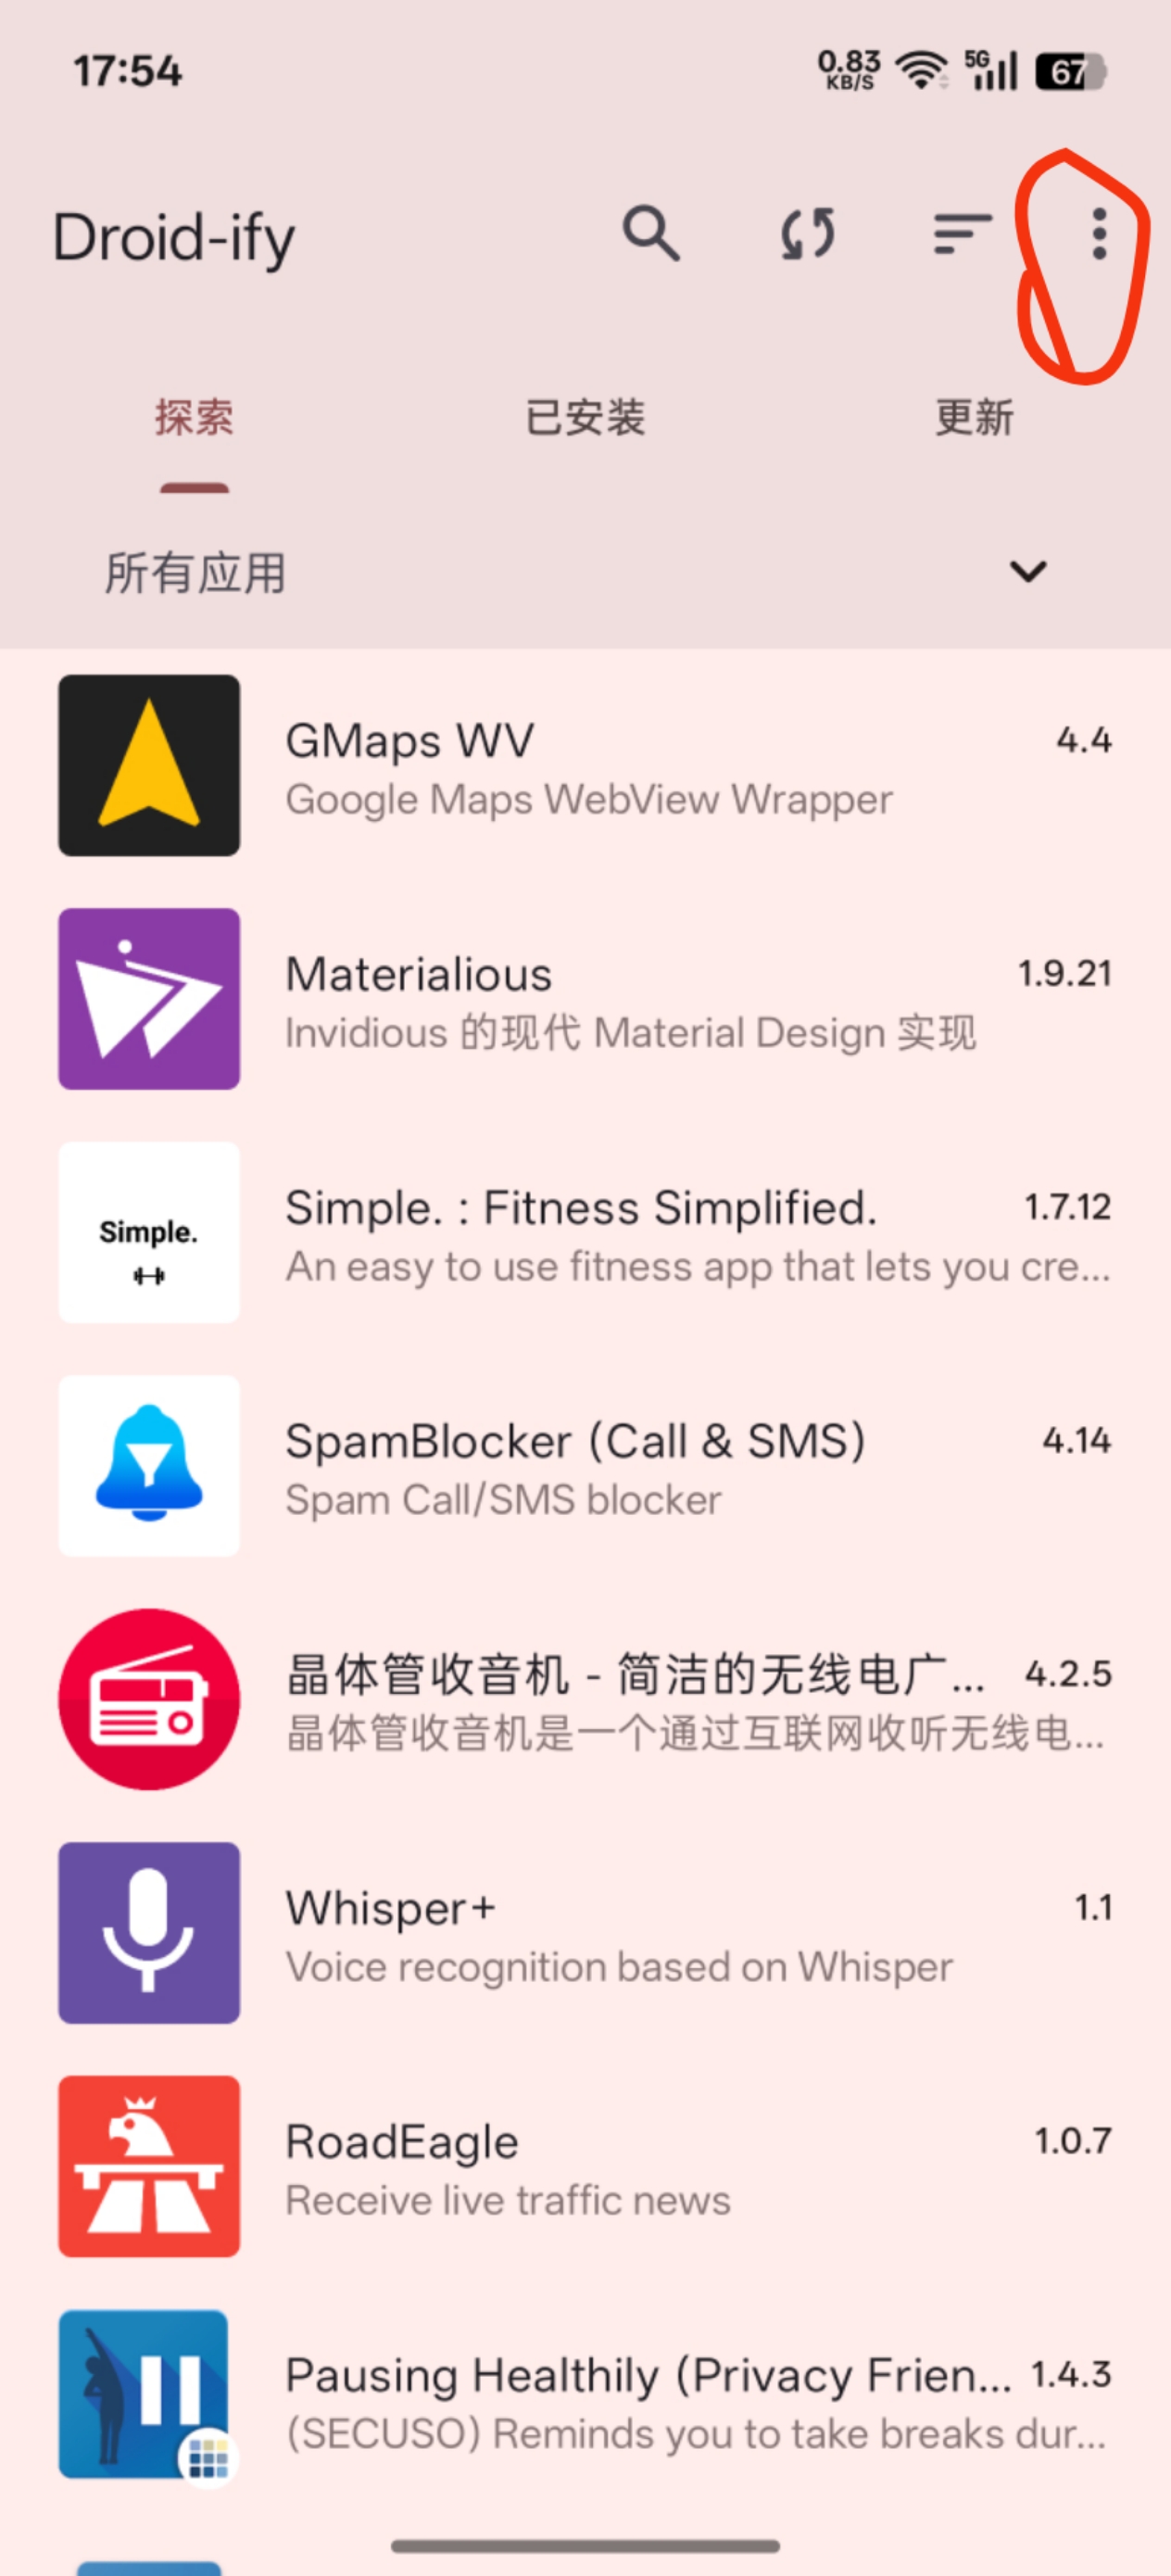 17:54
0.83 KB/S 5G 67
Droid-ify
探索 已安装 更新
所有应用
GMaps WV 4.4
Google Maps WebView Wrapper
Materialious 1.9.21
Invidious 的现代 Material Design 实现
Simple.
Simple. : Fitness Simplified. 1.7.12
An easy to use fitness app that lets you cre...
SpamBlocker (Call & SMS) 4.14
Spam Call/SMS blocker
晶体管收音机 - 简洁的无线电广... 4.2.5
晶体管收音机是一个通过互联网收听无线电...
Whisper+ 1.1
Voice recognition based on Whisper
RoadEagle 1.0.7
Receive live traffic news
Pausing Healthily (Privacy Frien... 1.4.3
(SECUSO) Reminds you to take breaks dur...